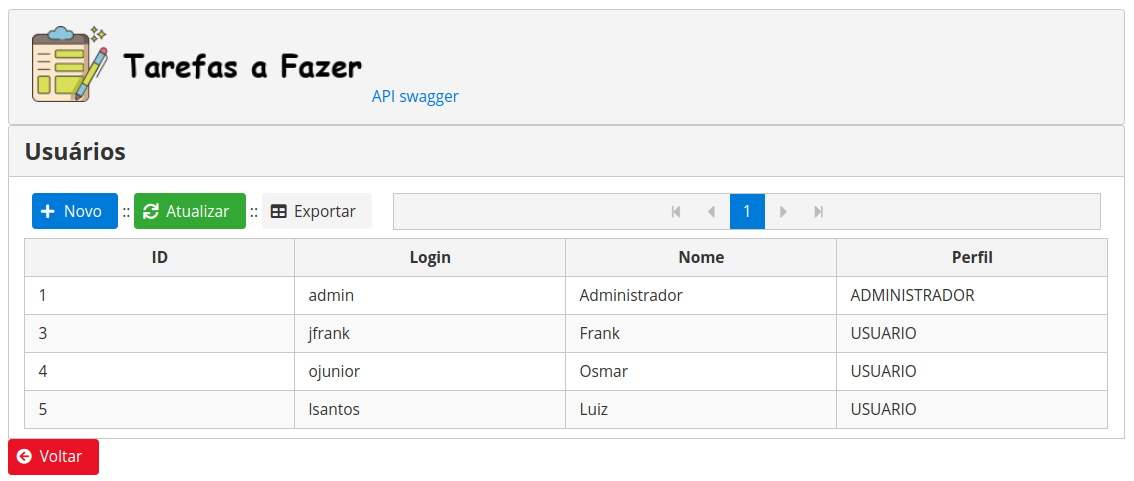 Tarefas a Fazer
API swagger
Usuários
Novo :: Atualizar :: Exportar 1
ID Login Nome Perfil
1 admin Administrador ADMINISTRADOR
3 jfrank Frank USUARIO
4 ojunior Osmar USUARIO
5 lsantos Luiz USUARIO
Voltar